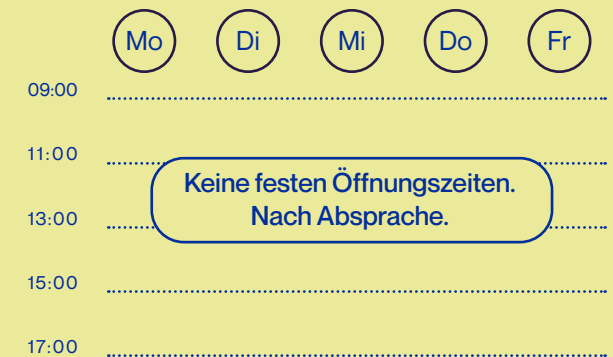 Mo Di Mi Do Fr
09:00
11:00
Keine festen Öffnungszeiten.
Nach Absprache.
13:00
15:00
17:00